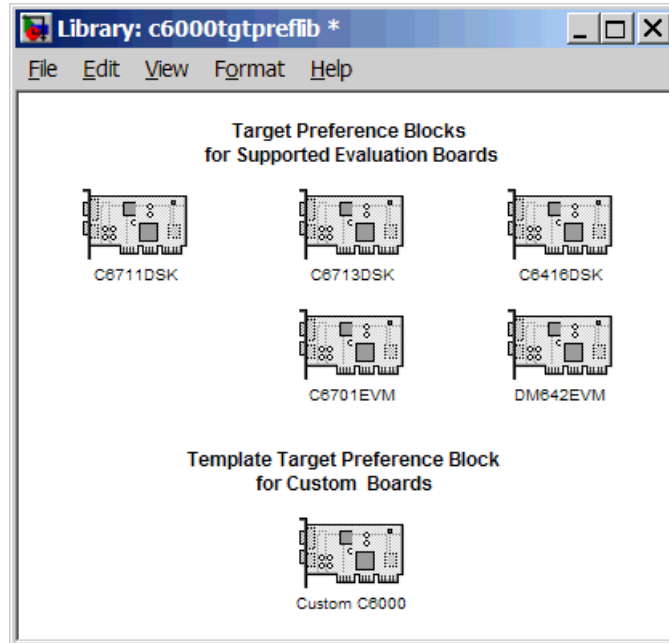 Library: c6000tgtpreflib *
File Edit View Format Help
Target Preference Blocks
for Supported Evaluation Boards
C6711DSK C6713DSK C6416DSK
C6701EVM DM642EVM
Template Target Preference Block
for Custom Boards
Custom C6000